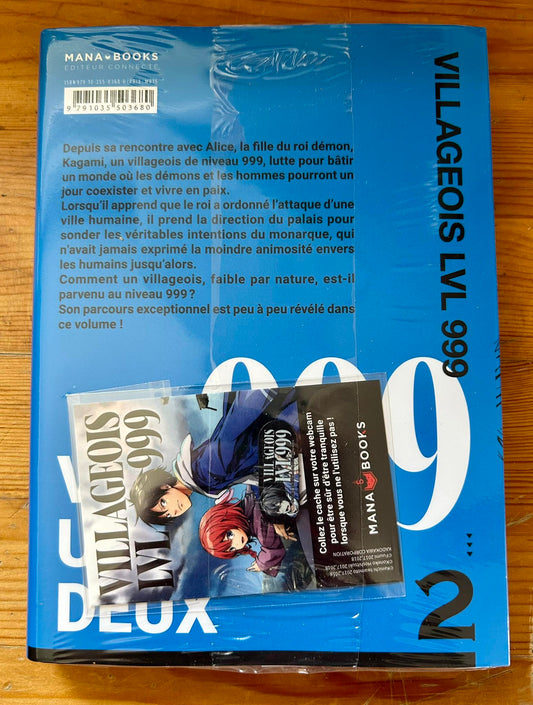 MANA BOOKS
ÉDITEUR CONNECTÉ
9 791035 503680
Depuis sa rencontre avec Alice, la fille du roi démon,
Kagami, un villageois de niveau 999, lutte pour bâtir
un monde où les démons et les hommes pourront un
jour coexister et vivre en paix.
Lorsqu'il apprend que le roi a ordonné l'attaque d'une
ville humaine, il prend la direction du palais pour
sonder les véritables intentions du monarque, qui
n'avait jamais exprimé la moindre animosité envers
les humains jusqu'alors.
Comment un villageois, faible par nature, est-il
parvenu au niveau 999 ?
Son parcours exceptionnel est peu à peu révélé dans
ce volume !
VILLAGEOIS LVL 999
999
DEUX
2
VILLAGEOIS
LVL 999
VILLAGEOIS
LVL 999
Collez le cache sur votre webcam
pour être sûr d'être tranquille
lorsque vous ne l'utilisez pas !
MANA BOOKS
KADOKAWA CORPORATION